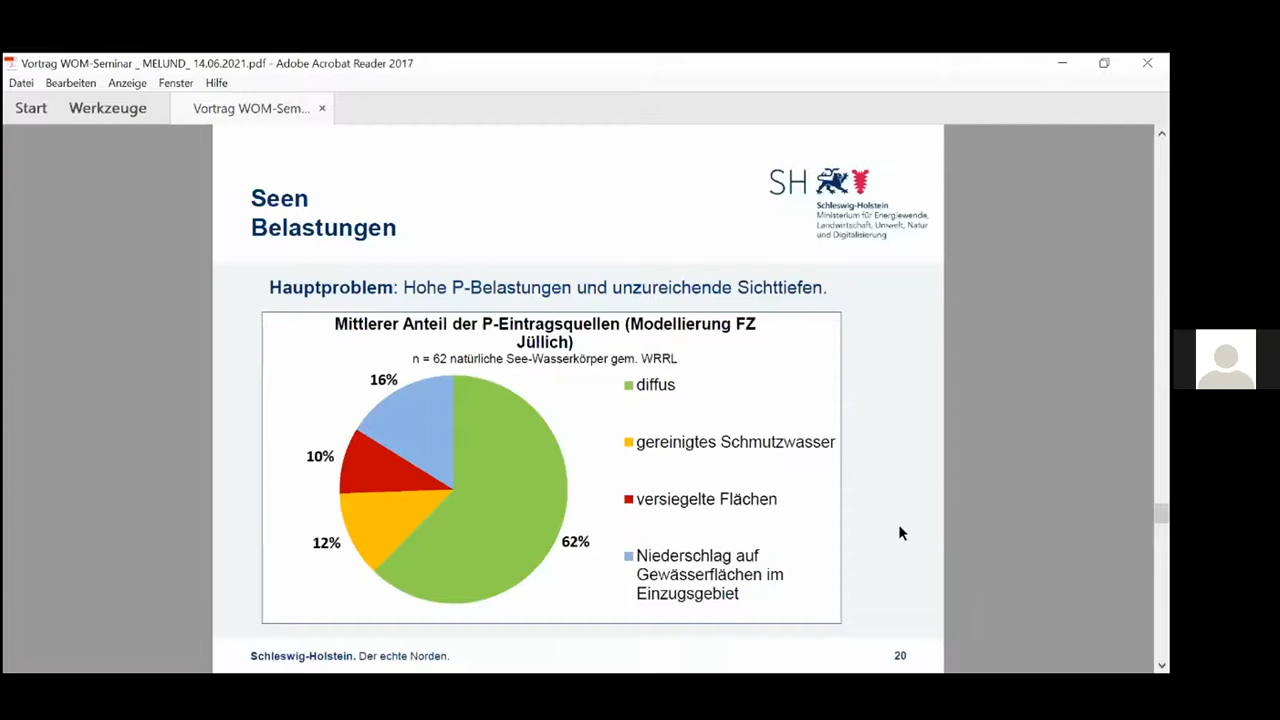 Vortrag WOM-Seminar _ MELUND_ 14.06.2021.pdf - Adobe Acrobat Reader 2017
Datei Bearbeiten Anzeige Fenster Hilfe
Start Werkzeuge Vortrag WOM-Sem... ×
SH
Schleswig-Holstein
Ministerium für Energiewende,
Landwirtschaft, Umwelt, Natur
und Digitalisierung
Seen
Belastungen
Hauptproblem: Hohe P-Belastungen und unzureichende Sichttiefen.
Mittlerer Anteil der P-Eintragsquellen (Modellierung FZ
Jüllich)
n = 62 natürliche See-Wasserkörper gem. WRRL
16%
10%
12%
62%
diffus
gereinigtes Schmutzwasser
versiegelte Flächen
Niederschlag auf
Gewässerflächen im
Einzugsgebiet
Schleswig-Holstein. Der echte Norden.
20